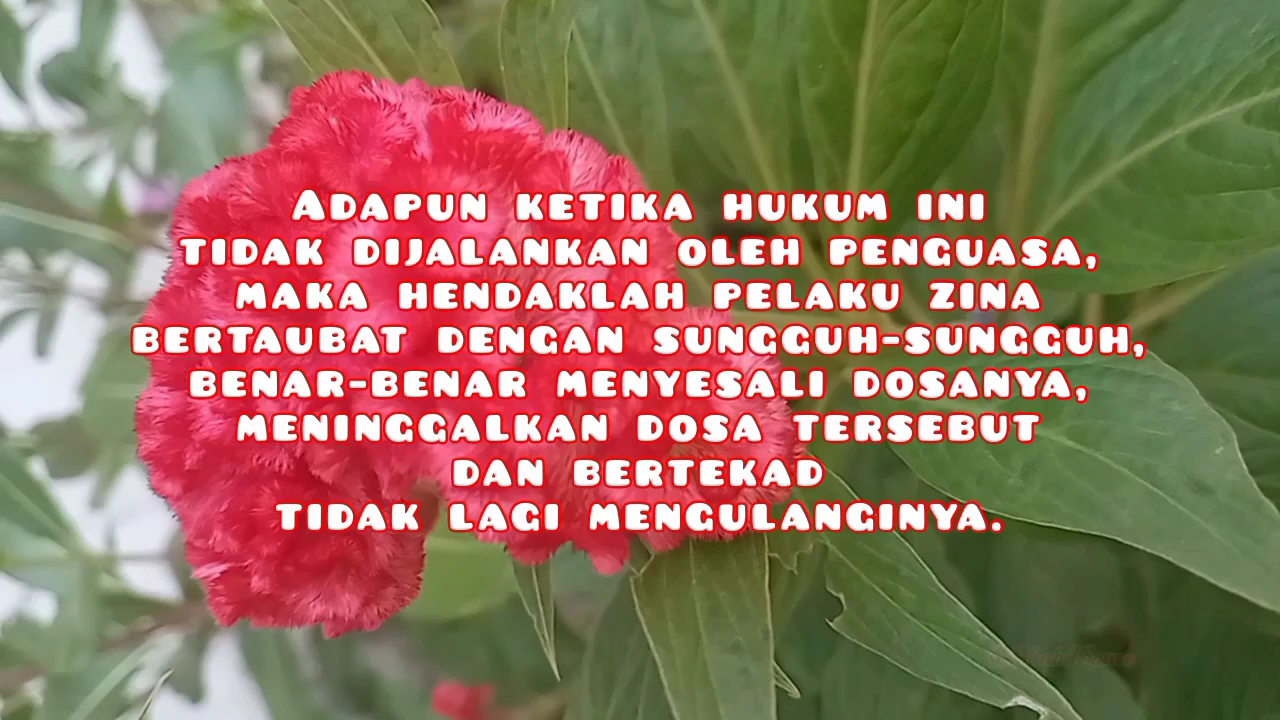 Adapun ketika hukum ini
tidak dijalankan oleh penguasa,
maka hendaklah pelaku zina
bertaubat dengan sungguh-sungguh,
benar-benar menyesali dosanya,
meninggalkan dosa tersebut
dan bertekad
tidak lagi mengulanginya.